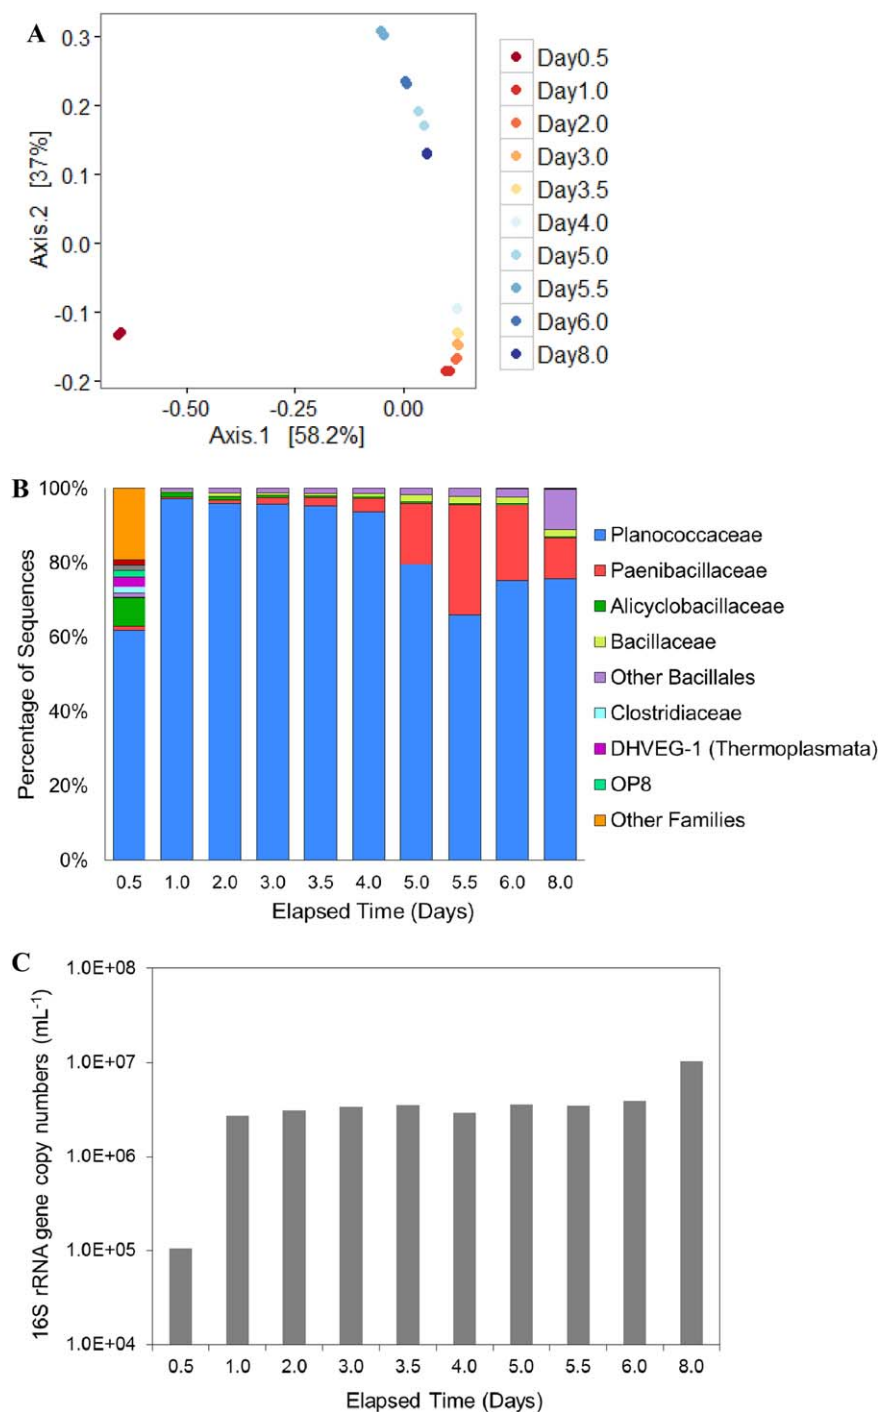 A
0.3
0.2
0.1
0.0
-0.1
-0.2
Axis.2 [37%]
-0.50 -0.25 0.00
Axis.1 [58.2%]
Day0.5
Day1.0
Day2.0
Day3.0
Day3.5
Day4.0
Day5.0
Day5.5
Day6.0
Day8.0
B
100%
80%
60%
40%
20%
0%
Percentage of Sequences
0.5 1.0 2.0 3.0 3.5 4.0 5.0 5.5 6.0 8.0
Elapsed Time (Days)
Planococcaceae
Paenibacillaceae
Alicyclobacillaceae
Bacillaceae
Other Bacillales
Clostridiaceae
DHVEG-1 (Thermoplasmata)
OP8
Other Families
C
1.0E+08
1.0E+07
1.0E+06
1.0E+05
1.0E+04
16S rRNA gene copy numbers (mL⁻¹)
0.5 1.0 2.0 3.0 3.5 4.0 5.0 5.5 6.0 8.0
Elapsed Time (Days)